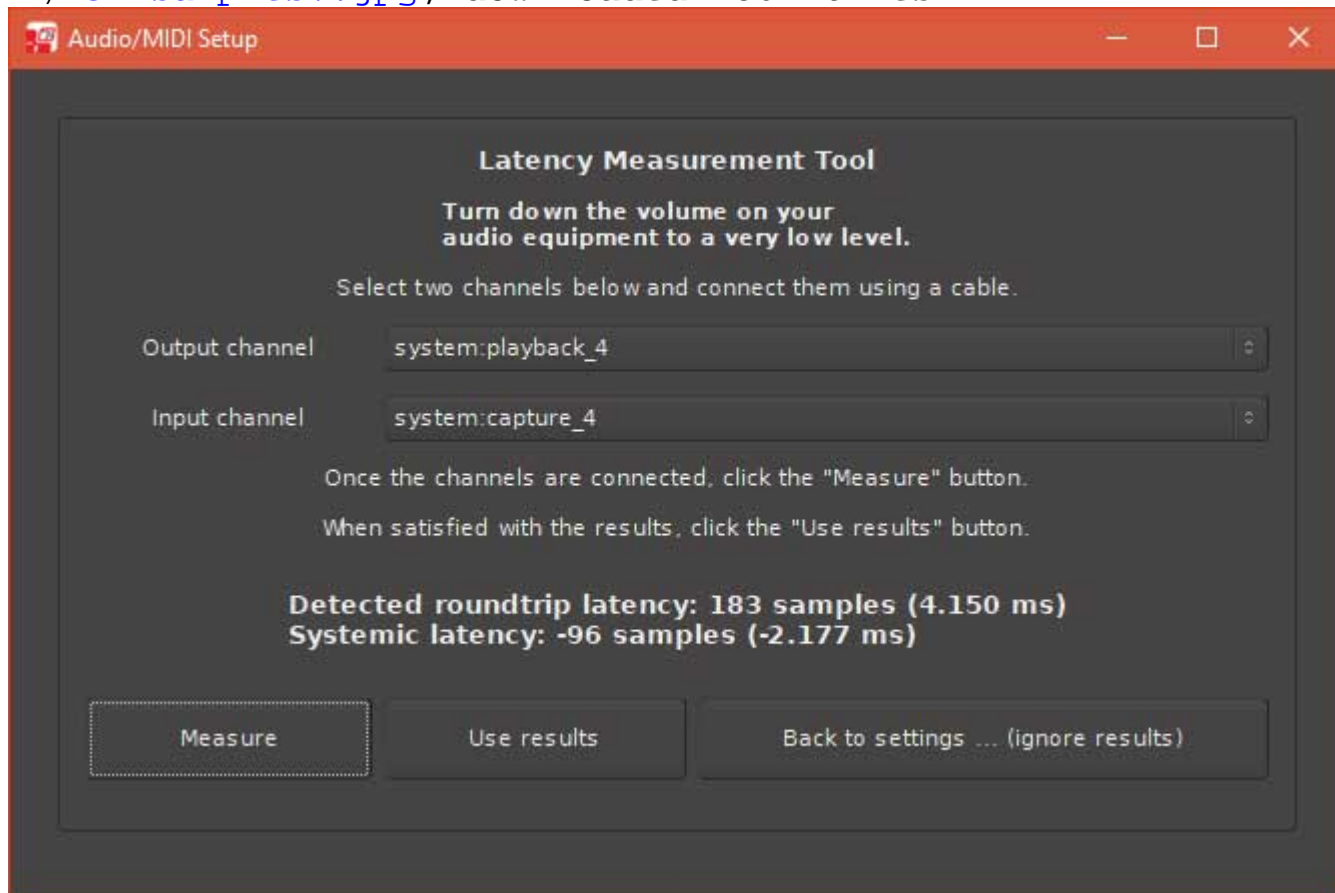 Audio/MIDI Setup
Latency Measurement Tool
Turn down the volume on your
audio equipment to a very low level.
Select two channels below and connect them using a cable.
Output channel system:playback_4
Input channel system:capture_4
Once the channels are connected, click the "Measure" button.
When satisfied with the results, click the "Use results" button.
Detected roundtrip latency: 183 samples (4.150 ms)
Systemic latency: -96 samples (-2.177 ms)
Measure Use results Back to settings ... (ignore results)